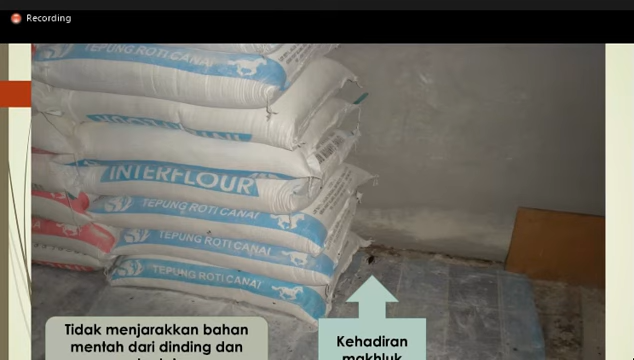 Recording
TEPUNG ROTI CANAI
INTERFLOUR
TEPUNG ROTI CANAI
TEPUNG ROTI CANAI
TEPUNG ROTI CANAI
Tidak menjarakkan bahan
mentah dari dinding dan
Kehadiran
makhluk